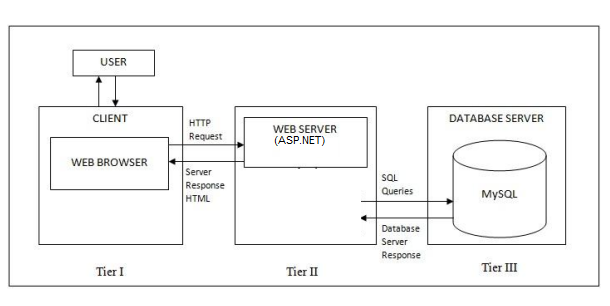 USER
CLIENT
WEB BROWSER
HTTP
Request
Server
Response
HTML
WEB SERVER
(ASP.NET)
SQL
Queries
Database
Server
Response
DATABASE SERVER
MySQL
Tier I
Tier II
Tier III